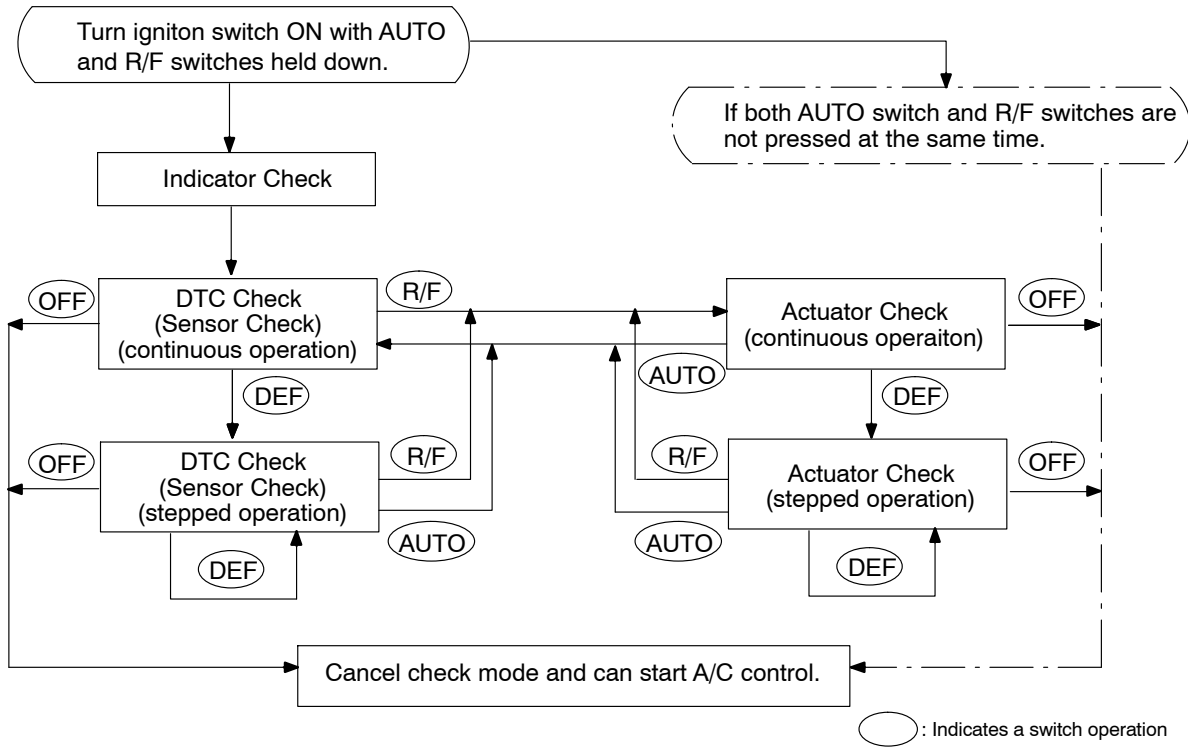 Turn igniton switch ON with AUTO
and R/F switches held down.
If both AUTO switch and R/F switches are
not pressed at the same time.
Indicator Check
OFF
DTC Check
(Sensor Check)
(continuous operation)
R/F
Actuator Check
(continuous operaiton)
OFF
AUTO
DEF
DEF
OFF
DTC Check
(Sensor Check)
(stepped operation)
R/F
AUTO
R/F
AUTO
Actuator Check
(stepped operation)
OFF
DEF
DEF
Cancel check mode and can start A/C control.
: Indicates a switch operation